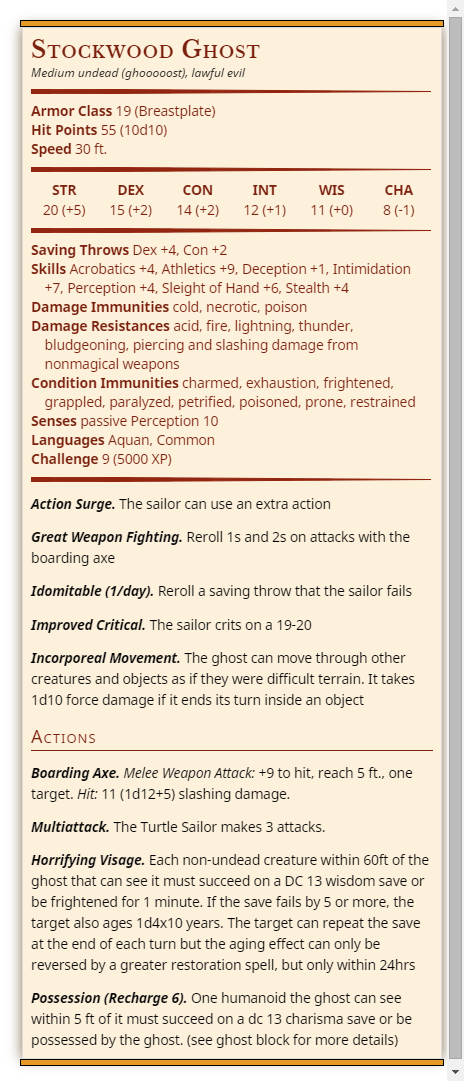 Stockwood Ghost
Medium undead (ghooooost), lawful evil
Armor Class 19 (Breastplate)
Hit Points 55 (10d10)
Speed 30 ft.
STR DEX CON INT WIS CHA
20 (+5) 15 (+2) 14 (+2) 12 (+1) 11 (+0) 8 (-1)
Saving Throws Dex +4, Con +2
Skills Acrobatics +4, Athletics +9, Deception +1, Intimidation
+7, Perception +4, Sleight of Hand +6, Stealth +4
Damage Immunities cold, necrotic, poison
Damage Resistances acid, fire, lightning, thunder,
bludgeoning, piercing and slashing damage from
nonmagical weapons
Condition Immunities charmed, exhaustion, frightened,
grappled, paralyzed, petrified, poisoned, prone, restrained
Senses passive Perception 10
Languages Aquan, Common
Challenge 9 (5000 XP)
Action Surge. The sailor can use an extra action
Great Weapon Fighting. Reroll 1s and 2s on attacks with the
boarding axe
Idomitable (1/day). Reroll a saving throw that the sailor fails
Improved Critical. The sailor crits on a 19-20
Incorporeal Movement. The ghost can move through other
creatures and objects as if they were difficult terrain. It takes
1d10 force damage if it ends its turn inside an object
Actions
Boarding Axe. Melee Weapon Attack: +9 to hit, reach 5 ft., one
target. Hit: 11 (1d12+5) slashing damage.
Multiattack. The Turtle Sailor makes 3 attacks.
Horrifying Visage. Each non-undead creature within 60ft of the
ghost that can see it must succeed on a DC 13 wisdom save or
be frightened for 1 minute. If the save fails by 5 or more, the
target also ages 1d4x10 years. The target can repeat the save
at the end of each turn but the aging effect can only be
reversed by a greater restoration spell, but only within 24hrs
Possession (Recharge 6). One humanoid the ghost can see
within 5 ft of it must succeed on a dc 13 charisma save or be
possessed by the ghost. (see ghost block for more details)